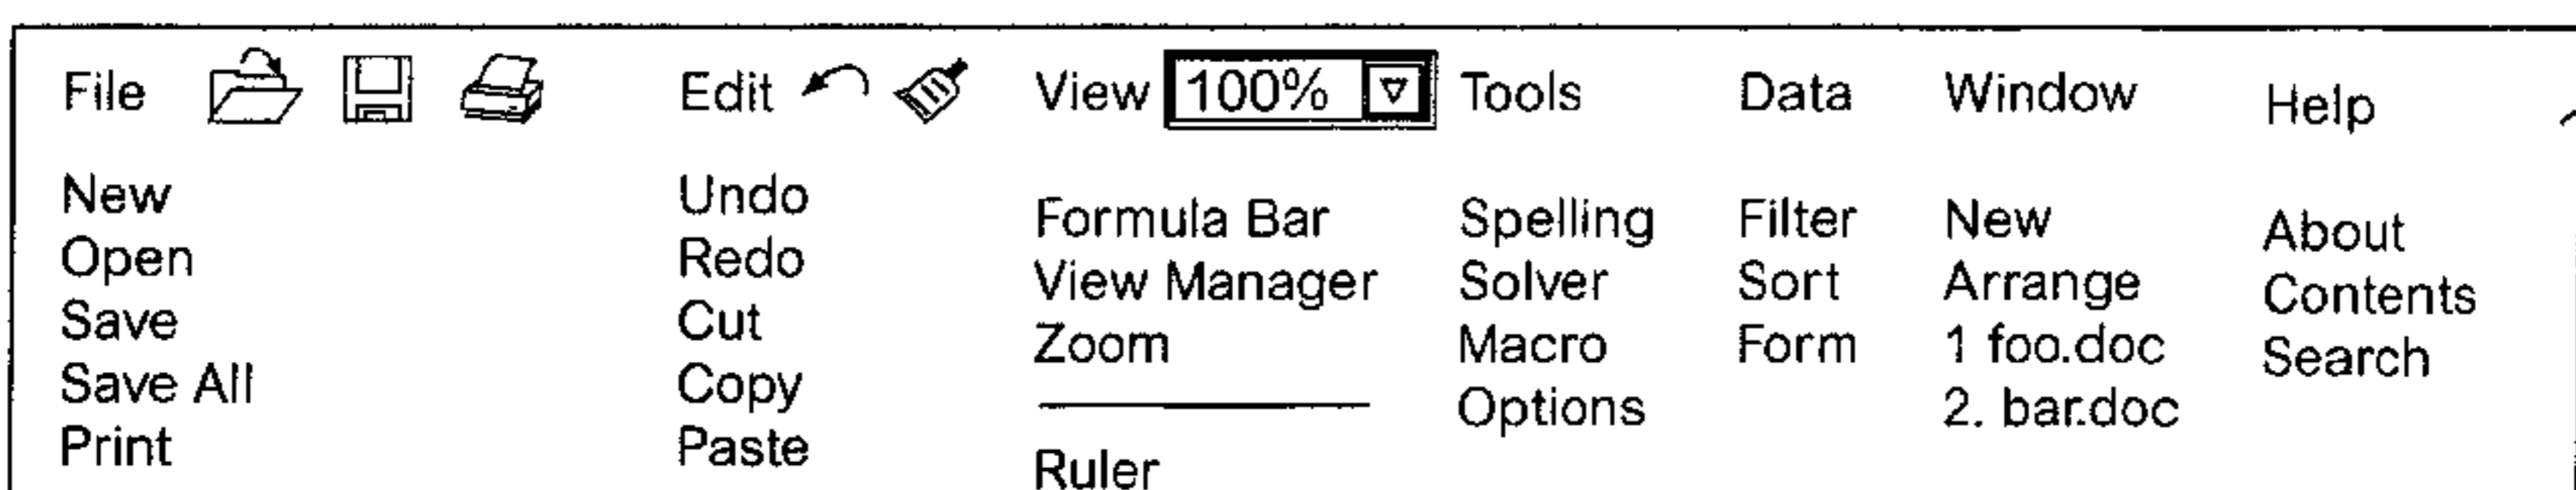 File Edit View 100% Tools Data Window Help
New Undo Formula Bar Spelling Filter New About
Open Redo View Manager Solver Sort Arrange Contents
Save Cut Zoom Macro Form 1 foo.doc Search
Save All Copy Options 2. bar.doc
Print Paste Ruler